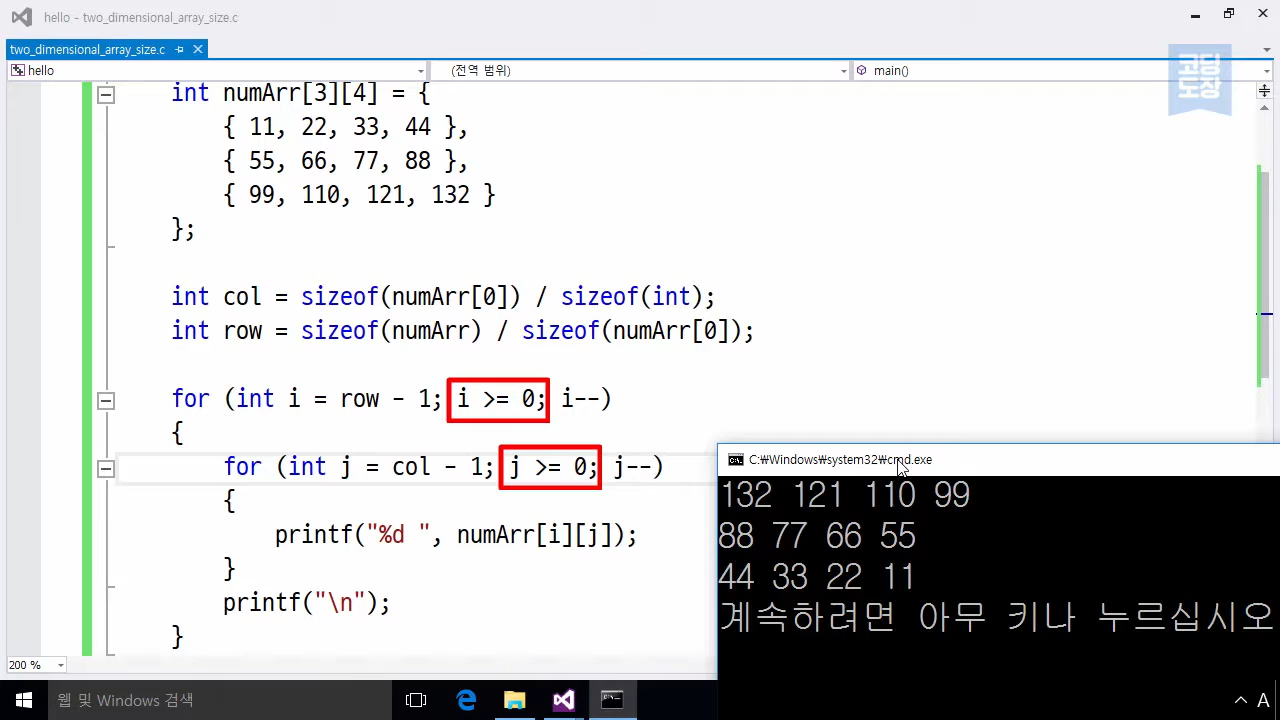 hello - two_dimensional_array_size.c
two_dimensional_array_size.c
hello (전역 범위) main()
코딩
도장
int numArr[3][4] = {
{ 11, 22, 33, 44 },
{ 55, 66, 77, 88 },
{ 99, 110, 121, 132 }
};
int col = sizeof(numArr[0]) / sizeof(int);
int row = sizeof(numArr) / sizeof(numArr[0]);
for (int i = row - 1; i >= 0; i--)
{
for (int j = col - 1; j >= 0; j--)
{
printf("%d ", numArr[i][j]);
}
printf("\n");
}
C:₩Windows₩system32₩cmd.exe
132 121 110 99
88 77 66 55
44 33 22 11
계속하려면 아무 키나 누르십시오
200 %
웹 및 Windows 검색
A